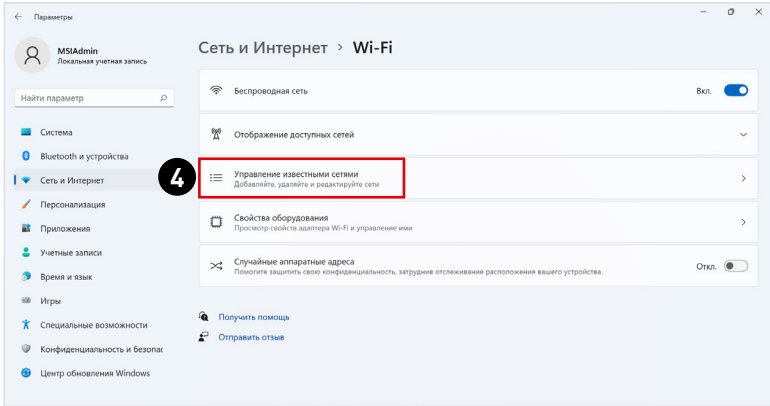 Параметры
MSIAdmin
Локальная учетная запись
Найти параметр
Система
Bluetooth и устройства
Сеть и Интернет
Персонализация
Приложения
Учетные записи
Время и язык
Игры
Специальные возможности
Конфиденциальность и безопас
Центр обновления Windows
Сеть и Интернет > Wi-Fi
Беспроводная сеть
Вкл.
Отображение доступных сетей
4
Управление известными сетями
Добавляйте, удаляйте и редактируйте сети
Свойства оборудования
Просмотр свойств адаптера Wi-Fi и управление ими
Случайные аппаратные адреса
Помогите защитить свою конфиденциальность, затруднив отслеживание расположения вашего устройства.
Откл.
Получить помощь
Отправить отзыв